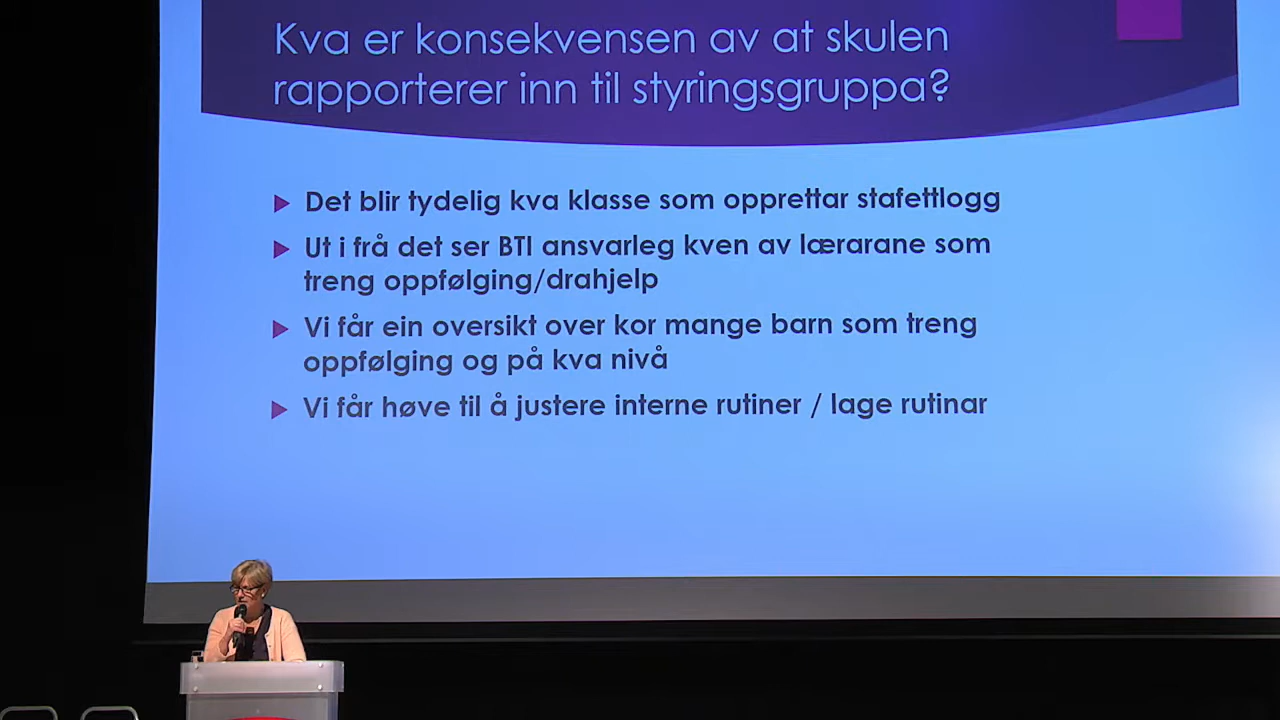 Kva er konsekvensen av at skulen
rapporterer inn til styringsgruppa?
Det blir tydelig kva klasse som opprettar stafettlogg
Ut i frå det ser BTI ansvarleg kven av lærarane som
treng oppfølging/drahjelp
Vi får ein oversikt over kor mange barn som treng
oppfølging og på kva nivå
Vi får høve til å justere interne rutiner / lage rutinar